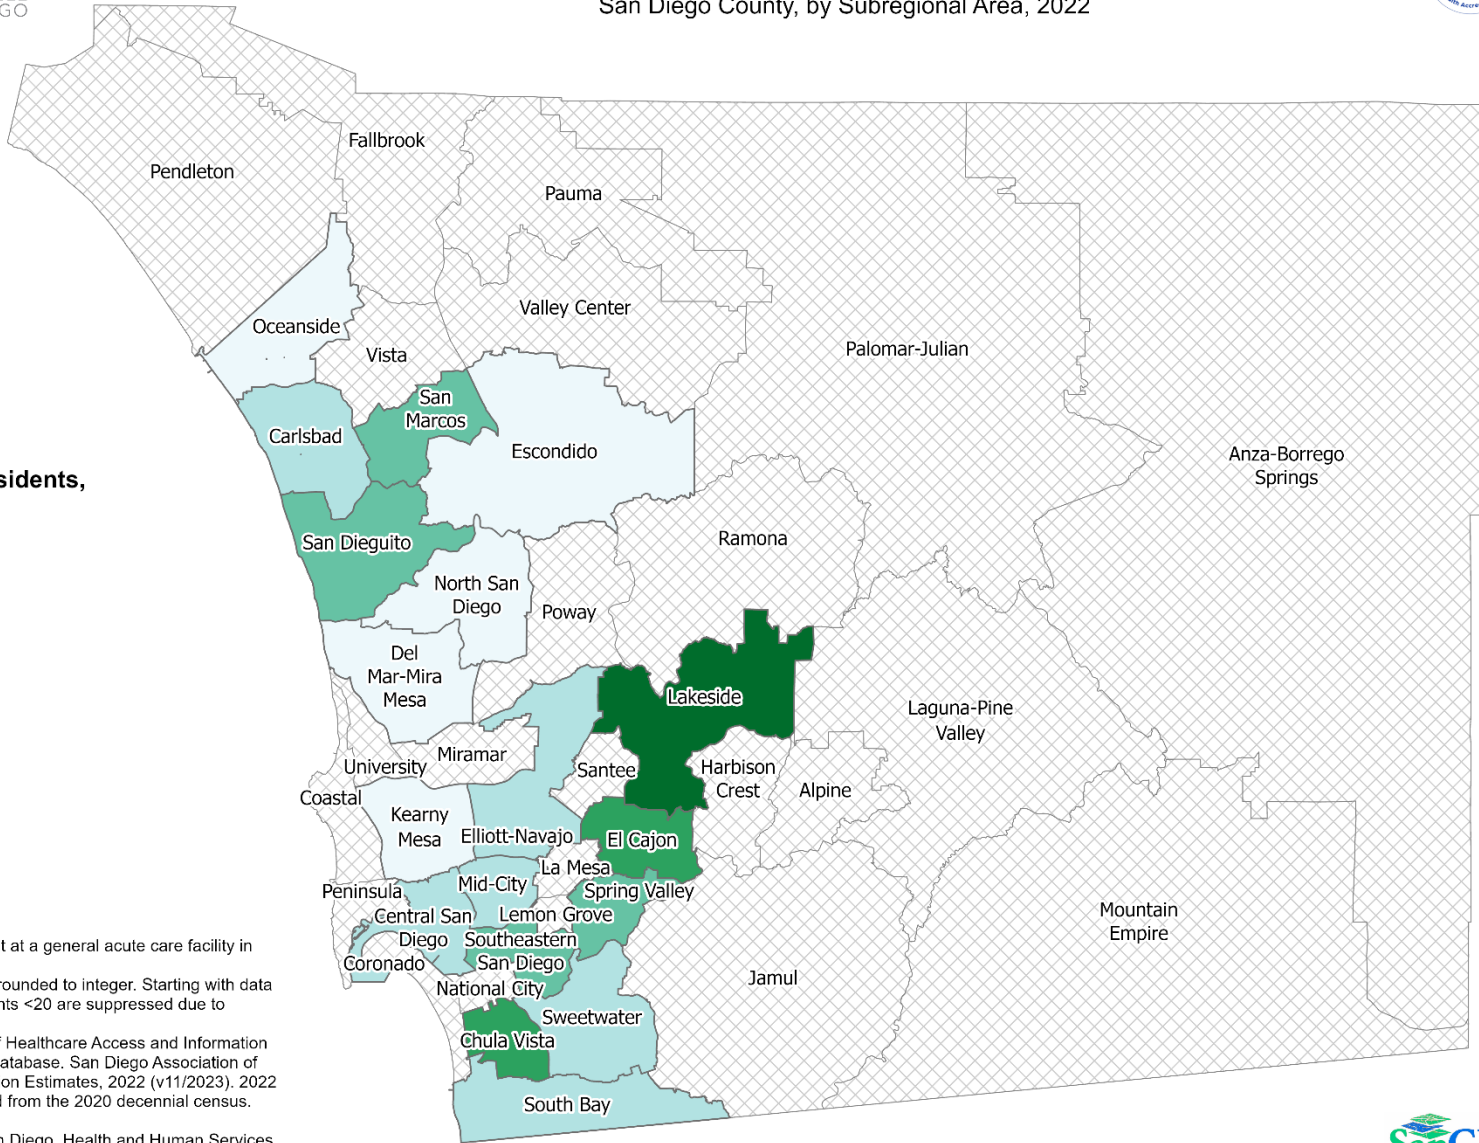 GO
San Diego County, by Subregional Area, 2022
Pendleton
Fallbrook
Pauma
Valley Center
Oceanside
Vista
Palomar-Julian
San
Marcos
Carlsbad
Escondido
Anza-Borrego
Springs
sidents,
San Dieguito
Ramona
North San
Diego
Poway
Del
Mar-Mira
Mesa
Lakeside
Laguna-Pine
Valley
Miramar
University
Santee
Harbison
Crest
Alpine
Coastal
Kearny
Mesa
Elliott-Navajo
El Cajon
La Mesa
Mid-City
Peninsula
Spring Valley
Central San
Diego
Lemon Grove
Mountain
Empire
Southeastern
San Diego
t at a general acute care facility in
Coronado
Jamul
ounded to integer. Starting with data
National City
nts <20 are suppressed due to
Sweetwater
Chula Vista
f Healthcare Access and Information
atabase. San Diego Association of
on Estimates, 2022 (v11/2023). 2022
d from the 2020 decennial census.
South Bay
n Diego, Health and Human Services